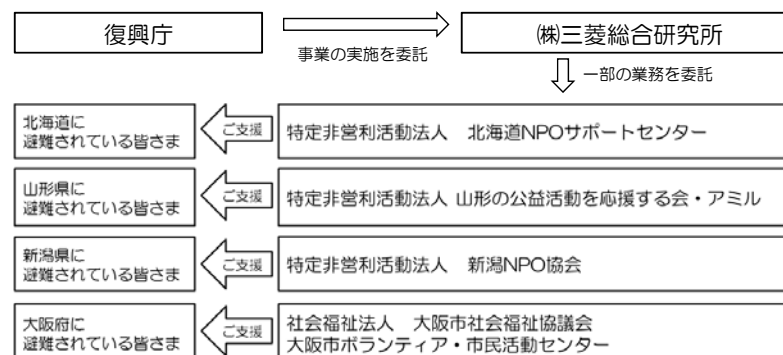 復興庁
㈱三菱総合研究所
事業の実施を委託
一部の業務を委託
北海道に
避難されている皆さま
ご支援
特定非営利活動法人　北海道NPOサポートセンター
山形県に
避難されている皆さま
ご支援
特定非営利活動法人 山形の公益活動を応援する会・アミル
新潟県に
避難されている皆さま
ご支援
特定非営利活動法人　新潟NPO協会
大阪府に
避難されている皆さま
ご支援
社会福祉法人　大阪市社会福祉協議会
大阪市ボランティア・市民活動センター